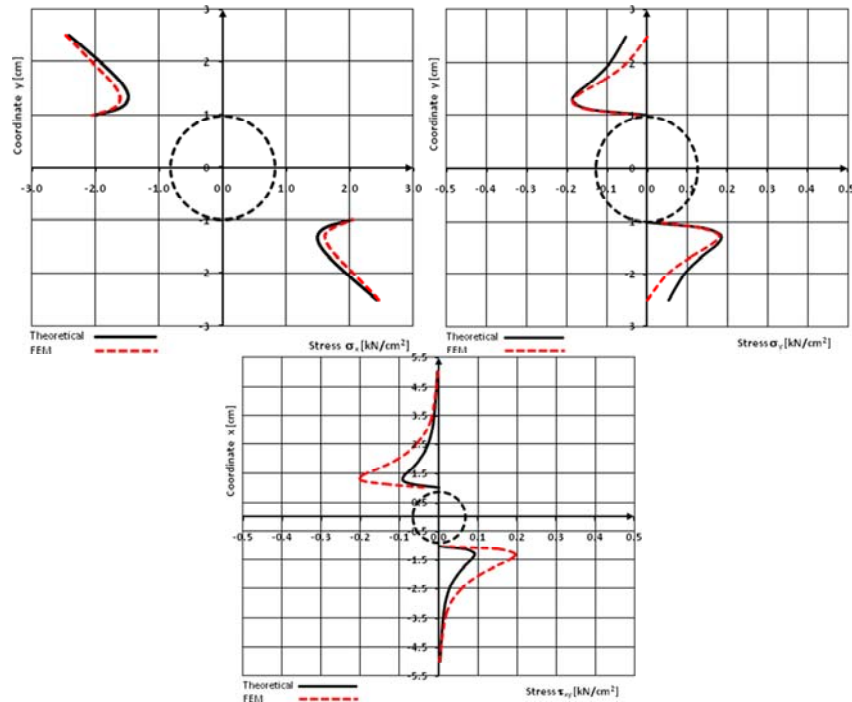 3
2
1
0
-1
-2
-3
-3.0 -2.0 -1.0 0.0 1.0 2.0 3.0
Coordinate y [cm]
Theoretical
FEM
Stress σx [kN/cm²]
3
2
1
0
-1
-2
-3
-0.5 -0.4 -0.3 -0.2 -0.1 0.0 0.1 0.2 0.3 0.4 0.5
Coordinate y [cm]
Theoretical
FEM
Stress σy [kN/cm²]
5.5
4.5
3.5
2.5
1.5
0.5
-0.5
-1.5
-2.5
-3.5
-4.5
-5.5
-0.5 -0.4 -0.3 -0.2 -0.1 0.0 0.1 0.2 0.3 0.4 0.5
Coordinate x [cm]
Theoretical
FEM
Stress τxy [kN/cm²]